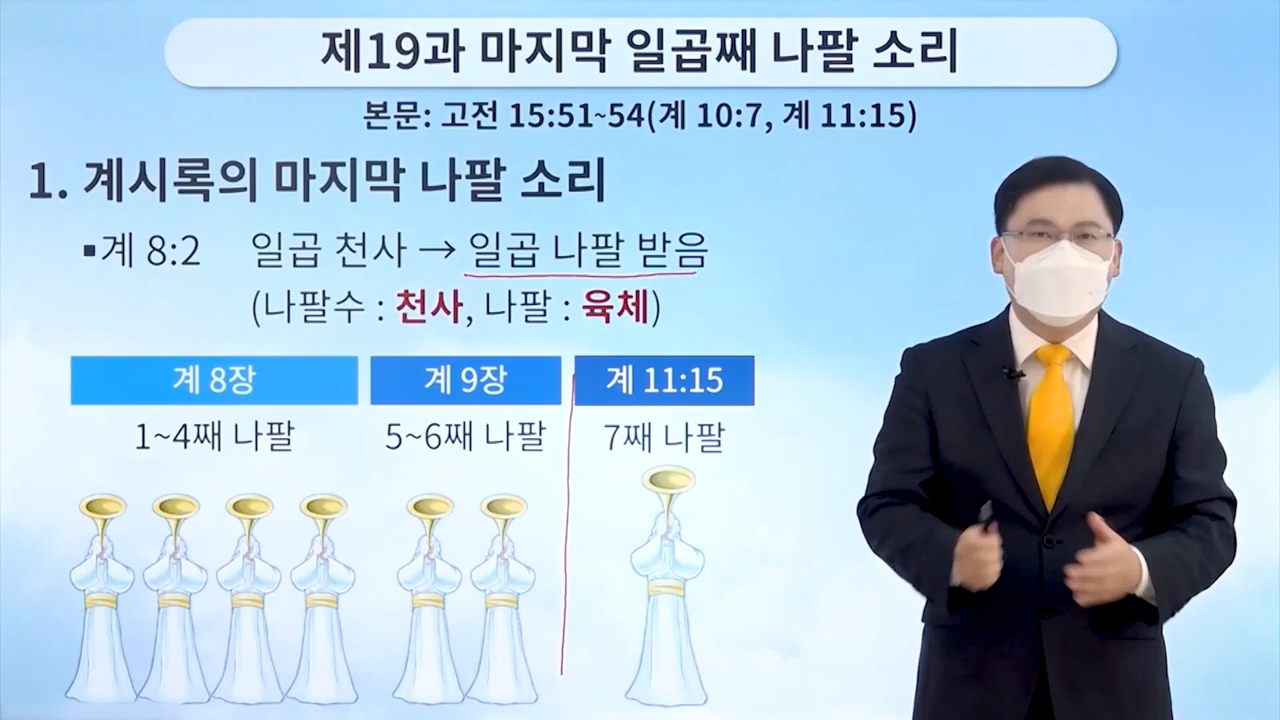 제19과 마지막 일곱째 나팔 소리
본문: 고전 15:51~54(계 10:7, 계 11:15)
1. 계시록의 마지막 나팔 소리
▪계 8:2 일곱 천사 → 일곱 나팔 받음
(나팔수 : 천사, 나팔 : 육체)
계 8장 계 9장 계 11:15
1~4째 나팔 5~6째 나팔 7째 나팔